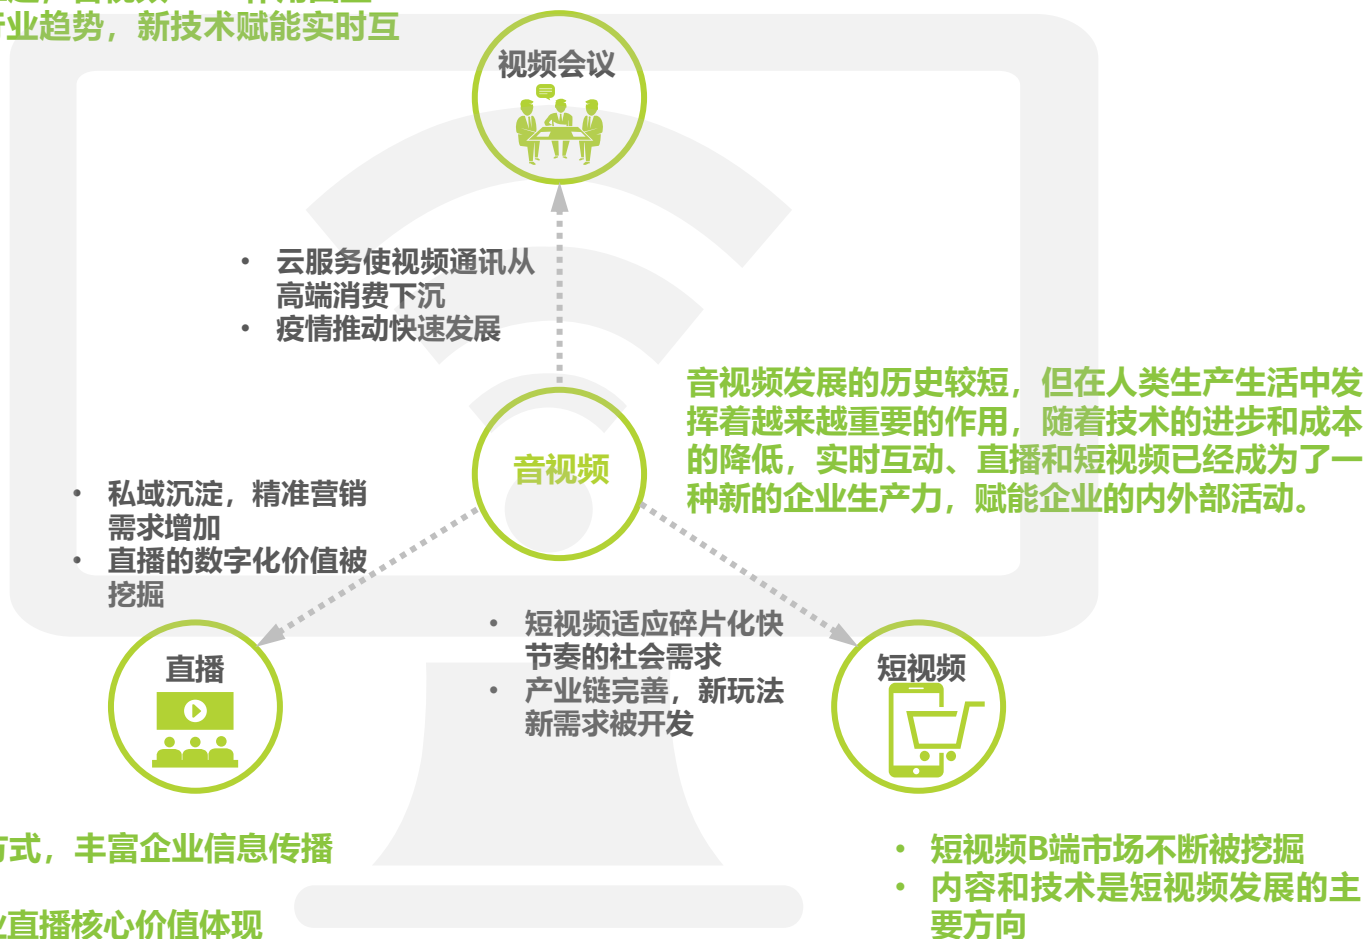 行业趋势，新技术赋能实时互
视频会议
• 云服务使视频通讯从
高端消费下沉
• 疫情推动快速发展
音视频发展的历史较短，但在人类生产生活中发
挥着越来越重要的作用，随着技术的进步和成本
的降低，实时互动、直播和短视频已经成为了一
种新的企业生产力，赋能企业的内外部活动。
音视频
• 私域沉淀，精准营销
需求增加
• 直播的数字化价值被
挖掘
• 短视频适应碎片化快
节奏的社会需求
• 产业链完善，新玩法
新需求被开发
直播
短视频
方式，丰富企业信息传播
业直播核心价值体现
• 短视频B端市场不断被挖掘
• 内容和技术是短视频发展的主
要方向